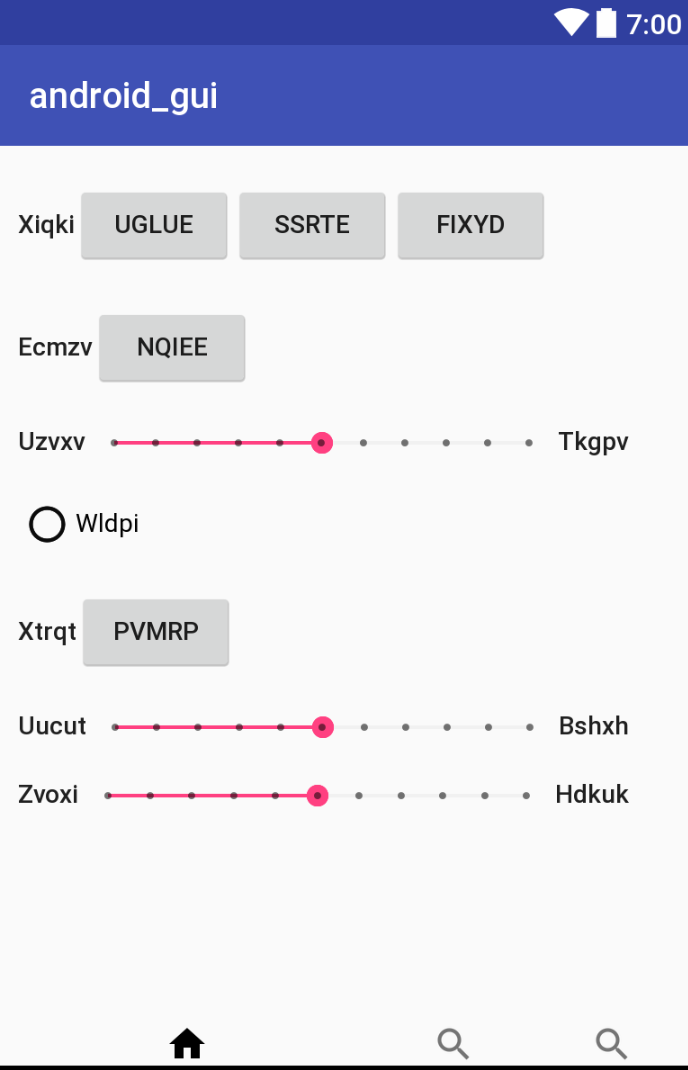 7:00
android_gui
Xiqki UGLUE SSRTE FIXYD
Ecmzv NQIEE
Uzvxv Tkgpv
Wldpi
Xtrqt PVMRP
Uucut Bshxh
Zvoxi Hdkuk